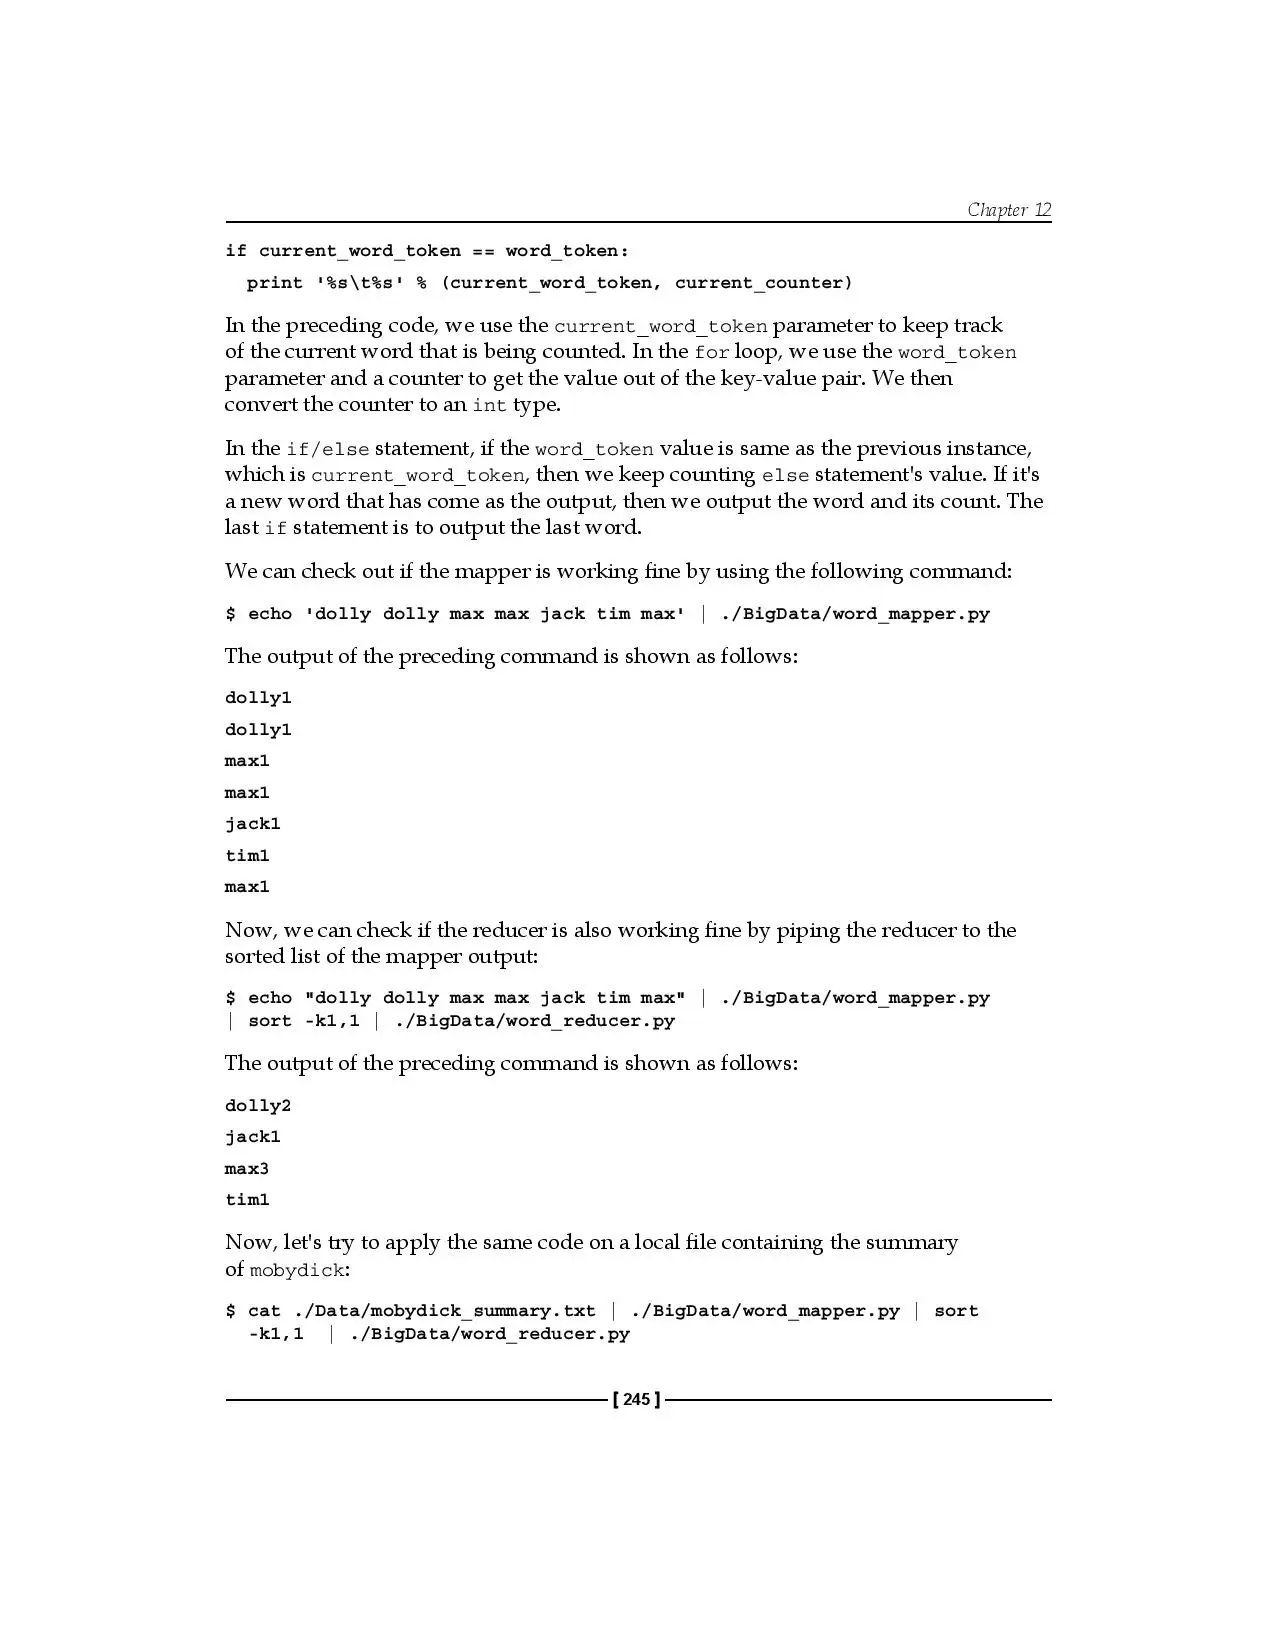 Chapter 12
if current_word_token == word_token:
  print '%s\t%s' % (current_word_token, current_counter)
In the preceding code, we use the current_word_token parameter to keep track
of the current word that is being counted. In the for loop, we use the word_token
parameter and a counter to get the value out of the key-value pair. We then
convert the counter to an int type.
In the if/else statement, if the word_token value is same as the previous instance,
which is current_word_token, then we keep counting else statement's value. If it's
a new word that has come as the output, then we output the word and its count. The
last if statement is to output the last word.
We can check out if the mapper is working fine by using the following command:
$ echo 'dolly dolly max max jack tim max' | ./BigData/word_mapper.py
The output of the preceding command is shown as follows:
dolly1
dolly1
max1
max1
jack1
tim1
max1
Now, we can check if the reducer is also working fine by piping the reducer to the
sorted list of the mapper output:
$ echo "dolly dolly max max jack tim max" | ./BigData/word_mapper.py
| sort -k1,1 | ./BigData/word_reducer.py
The output of the preceding command is shown as follows:
dolly2
jack1
max3
tim1
Now, let's try to apply the same code on a local file containing the summary
of mobydick:
$ cat ./Data/mobydick_summary.txt | ./BigData/word_mapper.py | sort
  -k1,1  | ./BigData/word_reducer.py
[ 245 ]